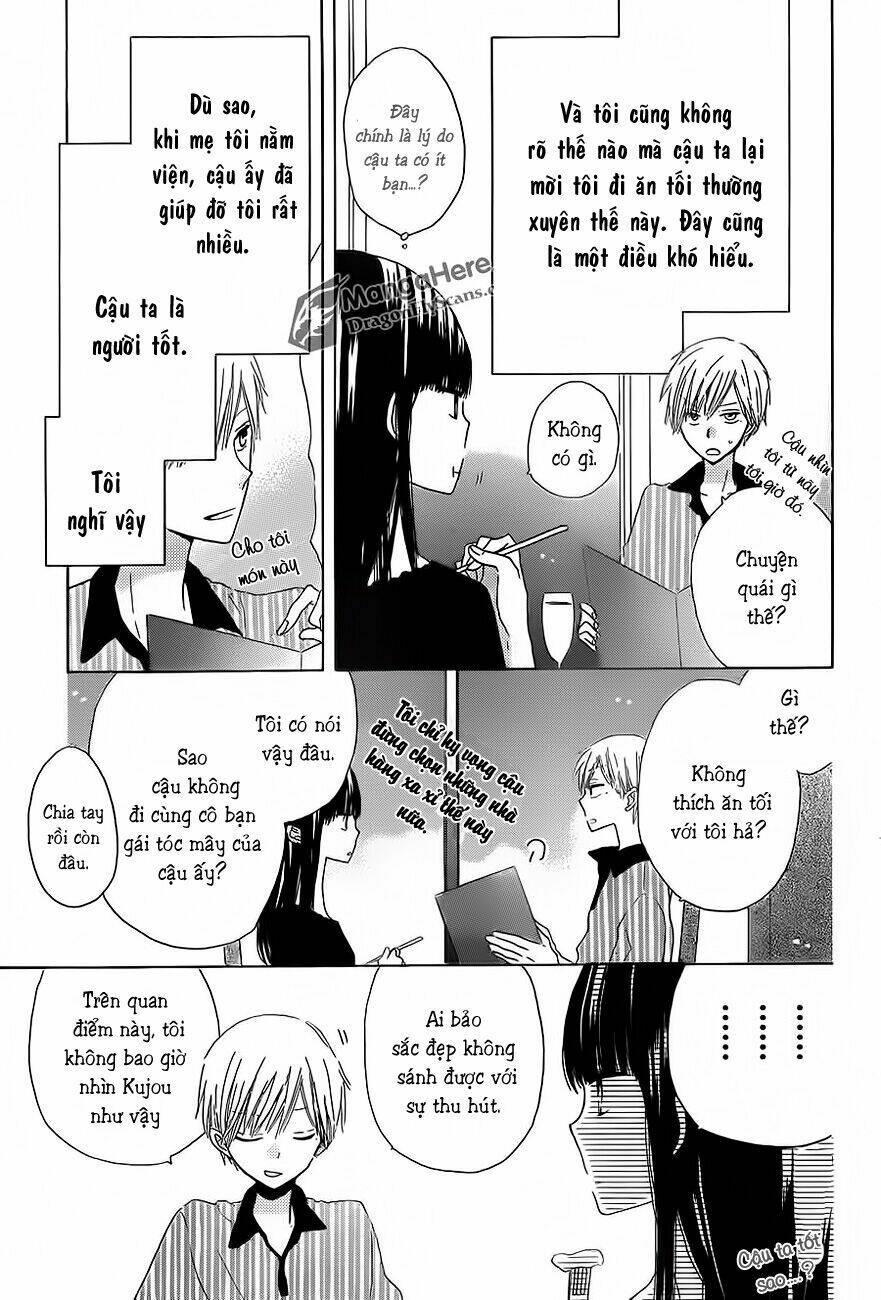 Và tôi cũng không
rõ thế nào mà cậu ta lại
mời tôi đi ăn tối thường
xuyên thế này. Đây cũng
là một điều khó hiểu.
Cậu nhìn
tôi từ nãy
tới giờ đó.
Chuyện
quái gì
thế?
Không
có gì.
Đây
chính là lý do
cậu ta có ít
bạn...?
MangaHere
DragonFlyScans.c
Dù sao,
khi mẹ tôi nằm
viện, cậu ấy đã
giúp đỡ tôi rất
nhiều.
Cậu ta là
người tốt.
Tôi
nghĩ vậy
Cho tôi
món này
Gì
thế?
Không
thích ăn tối
với tôi hả?
Tôi chỉ hy vọng cậu
đừng chọn những nhà
hàng xa xỉ thế này
nữa.
Tôi có nói
vậy đâu.
Sao
cậu không
đi cùng cô bạn
gái tóc mây của
cậu ấy?
Chia tay
rồi còn
đâu.
Ai bảo
sắc đẹp không
sánh được với
sự thu hút.
Cậu ta tốt
sao....?
Trên quan
điểm này, tôi
không bao giờ
nhìn Kujou
như vậy